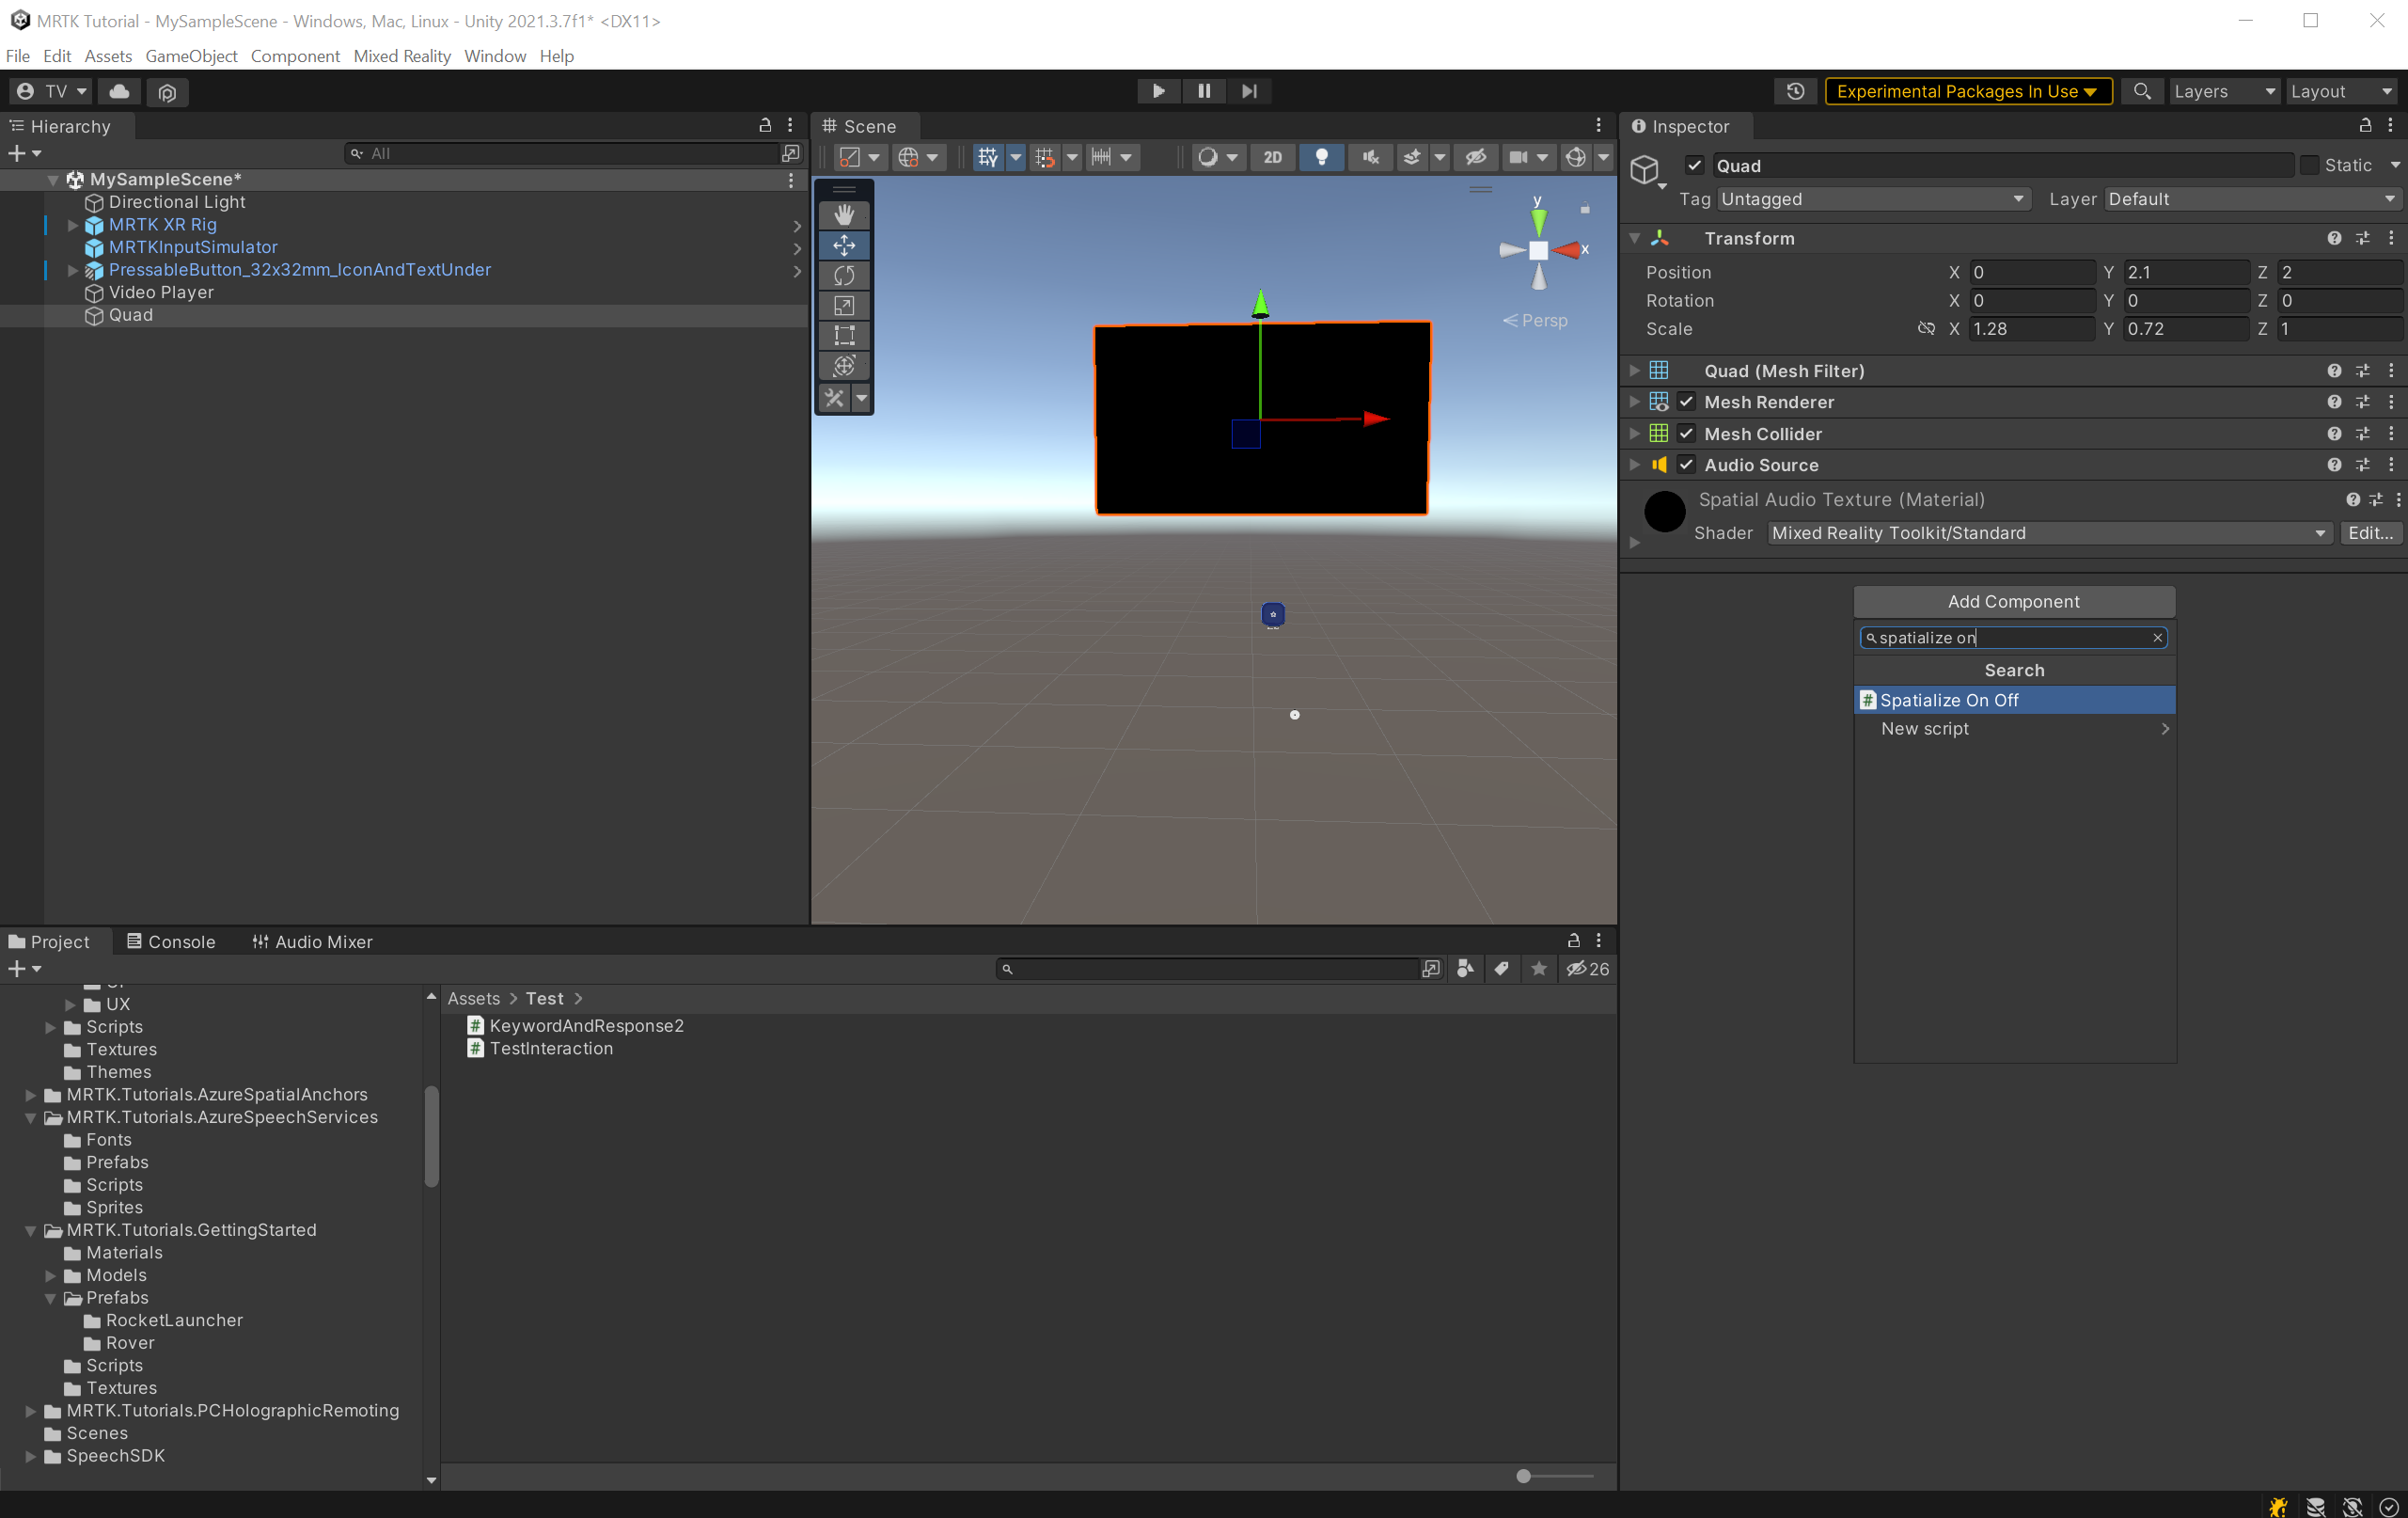 MRTK Tutorial - MySampleScene - Windows, Mac, Linux - Unity 2021.3.7f1* <DX11>
File Edit Assets GameObject Component Mixed Reality Window Help
TV
Experimental Packages In Use
Layers
Layout
Hierarchy
All
MySampleScene*
Directional Light
MRTK XR Rig
MRTKInputSimulator
PressableButton_32x32mm_IconAndTextUnder
Video Player
Quad
Scene
2D
y
x
Persp
Inspector
Quad
Static
Tag Untagged Layer Default
Transform
Position X 0 Y 2.1 Z 2
Rotation X 0 Y 0 Z 0
Scale X 1.28 Y 0.72 Z 1
Quad (Mesh Filter)
Mesh Renderer
Mesh Collider
Audio Source
Spatial Audio Texture (Material)
Shader Mixed Reality Toolkit/Standard Edit...
Add Component
spatialize on
Search
Spatialize On Off
New script
Project Console Audio Mixer
26
UX
Scripts
Textures
Themes
MRTK.Tutorials.AzureSpatialAnchors
MRTK.Tutorials.AzureSpeechServices
Fonts
Prefabs
Scripts
Sprites
MRTK.Tutorials.GettingStarted
Materials
Models
Prefabs
RocketLauncher
Rover
Scripts
Textures
MRTK.Tutorials.PCHolographicRemoting
Scenes
SpeechSDK
Assets > Test >
KeywordAndResponse2
TestInteraction